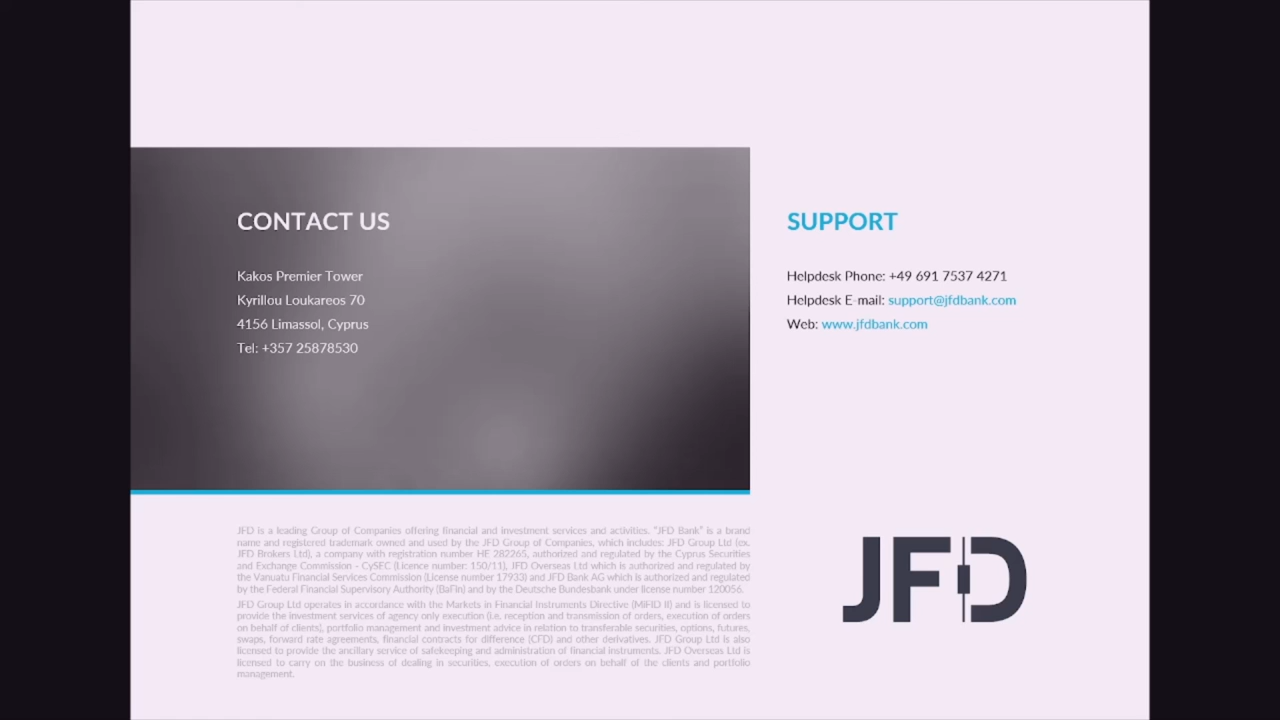 CONTACT US
Kakos Premier Tower
Kyrillou Loukareos 70
4156 Limassol, Cyprus
Tel: +357 25878530
SUPPORT
Helpdesk Phone: +49 691 7537 4271
Helpdesk E-mail: support@jfdbank.com
Web: www.jfdbank.com
JFD is a leading Group of Companies offering financial and investment services and activities. "JFD Bank" is a brand
name and registered trademark owned and used by the JFD Group of Companies, which includes: JFD Group Ltd (ex.
JFD Brokers Ltd), a company with registration number HE 282265, authorized and regulated by the Cyprus Securities
and Exchange Commission - CySEC (Licence number: 150/11), JFD Overseas Ltd which is authorized and regulated by
the Vanuatu Financial Services Commission (License number 17933) and JFD Bank AG which is authorized and regulated
by the Federal Financial Supervisory Authority (BaFin) and by the Deutsche Bundesbank under license number 120056.
JFD Group Ltd operates in accordance with the Markets in Financial Instruments Directive (MiFID II) and is licensed to
provide the investment services of agency only execution (i.e. reception and transmission of orders, execution of orders
on behalf of clients), portfolio management and investment advice in relation to transferable securities, options, futures,
swaps, forward rate agreements, financial contracts for difference (CFD) and other derivatives. JFD Group Ltd is also
licensed to provide the ancillary service of safekeeping and administration of financial instruments. JFD Overseas Ltd is
licensed to carry on the business of dealing in securities, execution of orders on behalf of the clients and portfolio
management.
JFD